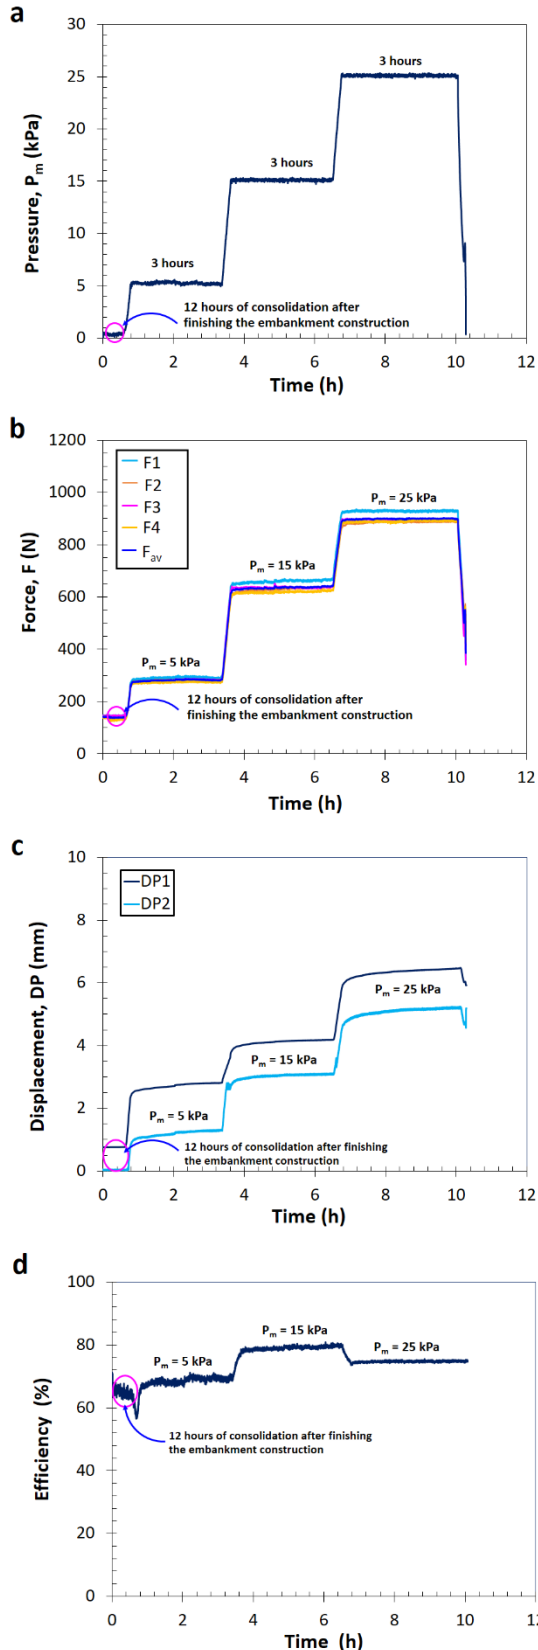 a
30
25
20
15
10
5
0
Pressure, Pm (kPa)
3 hours
3 hours
3 hours
12 hours of consolidation after
finishing the embankment construction
0 2 4 6 8 10 12
Time (h)
b
1200
1000
800
600
400
200
0
Force, F (N)
F1
F2
F3
F4
Fav
Pm = 25 kPa
Pm = 15 kPa
Pm = 5 kPa
12 hours of consolidation after
finishing the embankment construction
0 2 4 6 8 10 12
Time (h)
c
10
8
6
4
2
0
Displacement, DP (mm)
DP1
DP2
Pm = 25 kPa
Pm = 15 kPa
Pm = 5 kPa
12 hours of consolidation after finishing
the embankment construction
0 2 4 6 8 10 12
Time (h)
d
100
80
60
40
20
0
Efficiency (%)
Pm = 15 kPa
Pm = 25 kPa
Pm = 5 kPa
12 hours of consolidation after finishing
the embankment construction
0 2 4 6 8 10 12
Time (h)